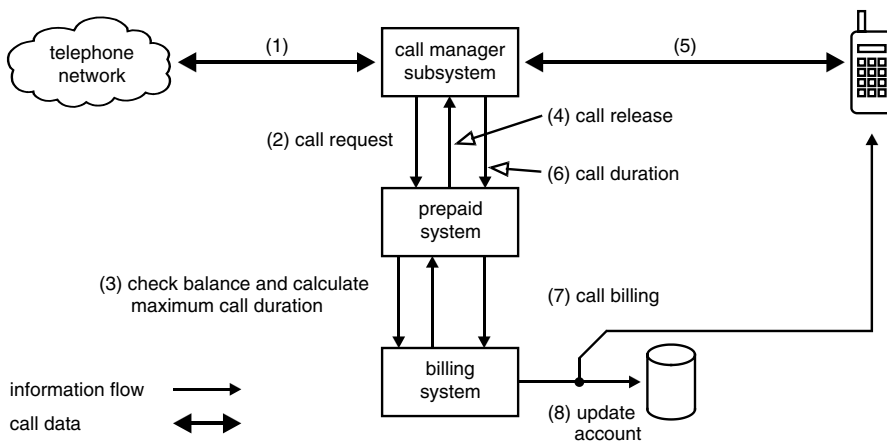 telephone
network
(1)
call manager
subsystem
(5)
(2) call request
(4) call release
(6) call duration
prepaid
system
(3) check balance and calculate
maximum call duration
(7) call billing
billing
system
information flow
call data
(8) update
account